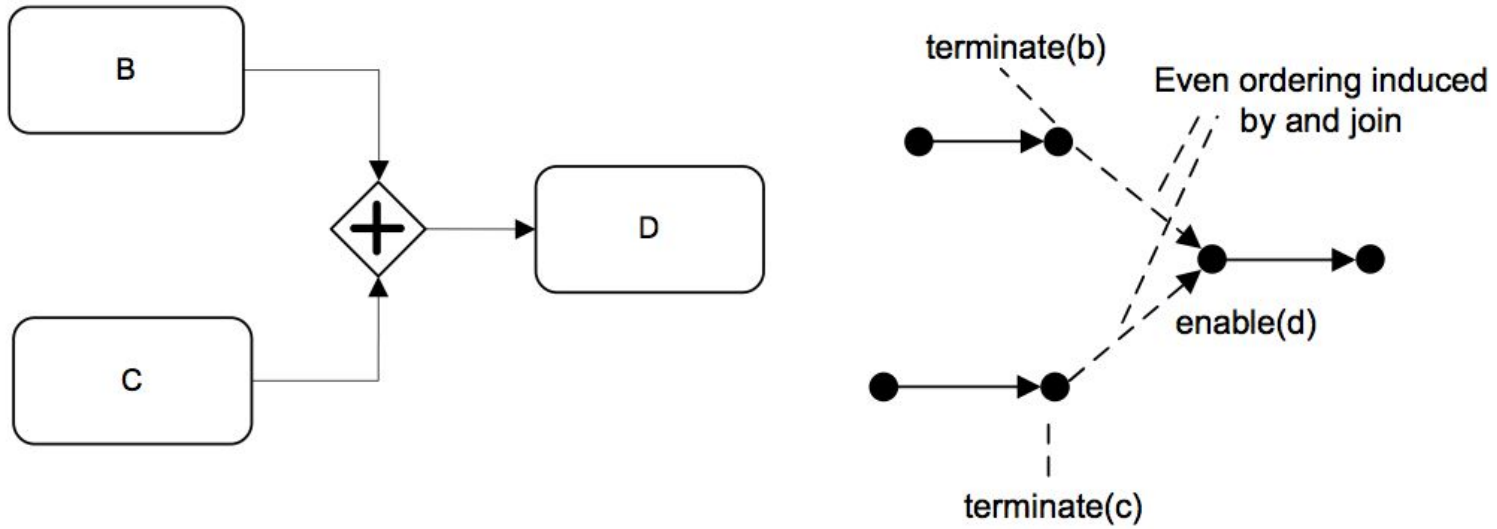 B
C
D
terminate(b)
Even ordering induced
by and join
enable(d)
terminate(c)